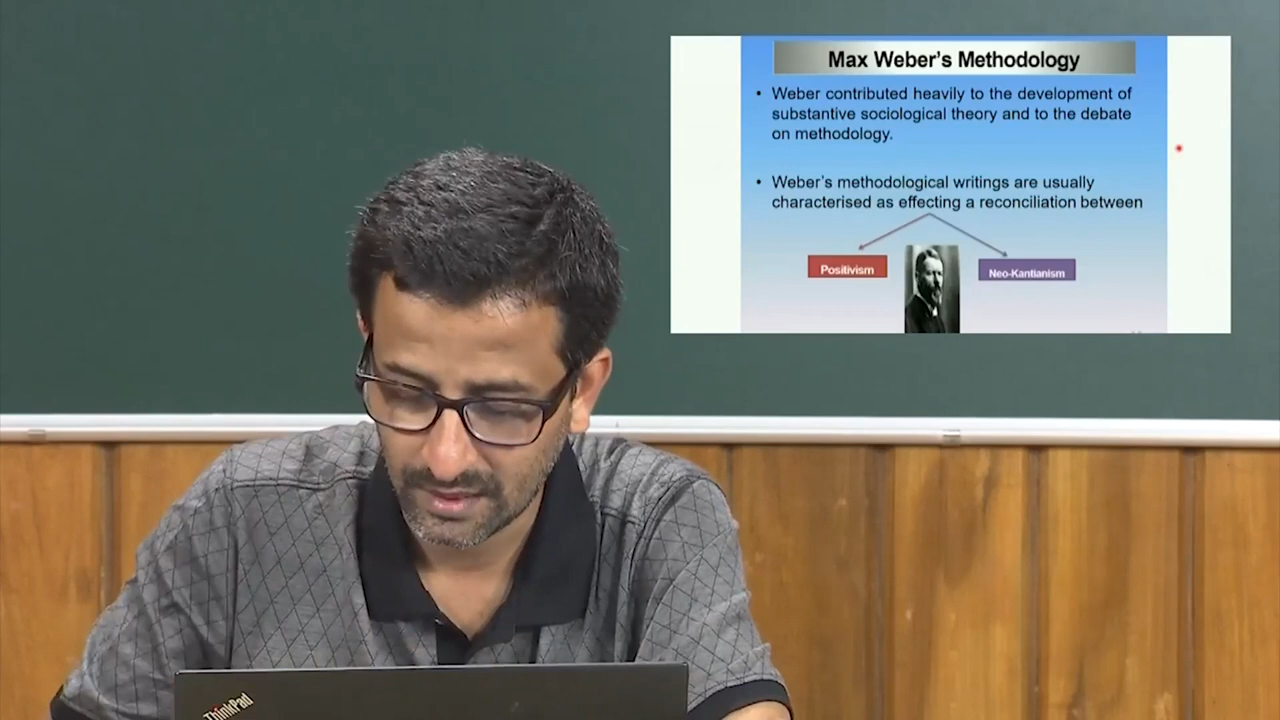 Max Weber's Methodology
• Weber contributed heavily to the development of
substantive sociological theory and to the debate
on methodology.
• Weber's methodological writings are usually
characterised as effecting a reconciliation between
Positivism
Neo-Kantianism
ThinkPad